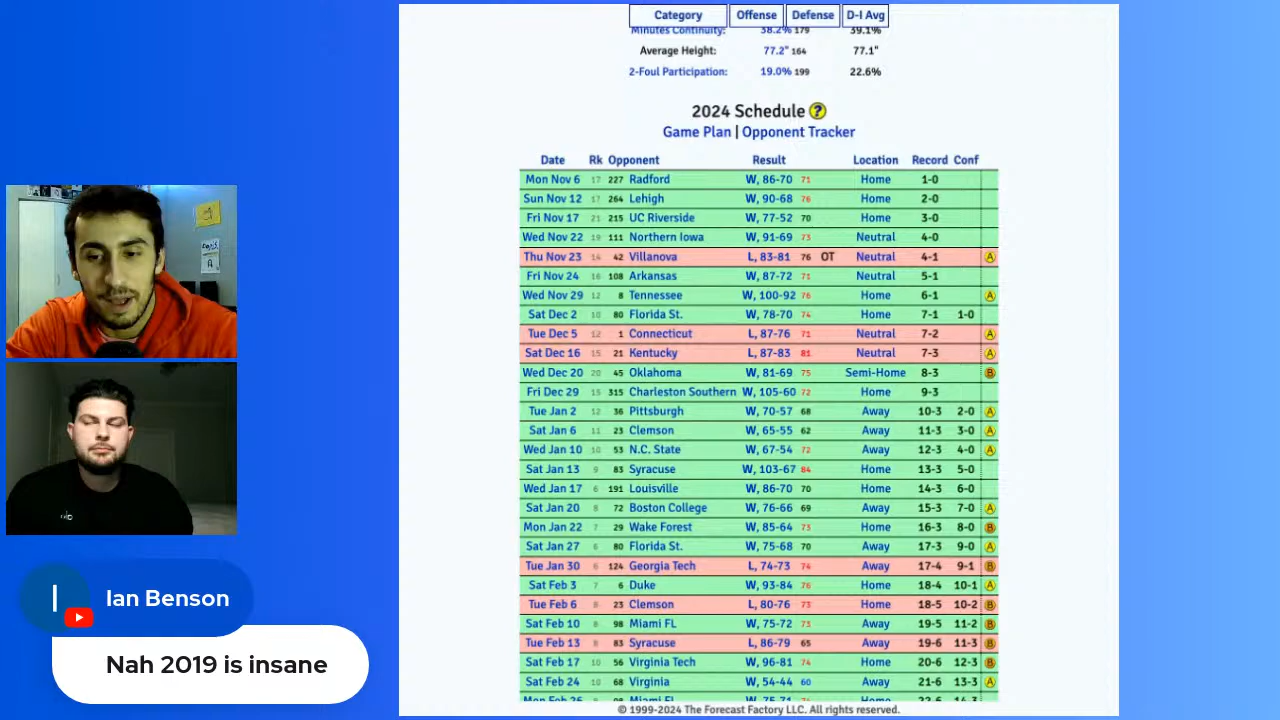 Category Offense Defense D-I Avg
Minutes Continuity: 38.2% 179 39.1%
Average Height: 77.2" 164 77.1"
2-Foul Participation: 19.0% 199 22.6%
2024 Schedule ?
Game Plan | Opponent Tracker
Date Rk Opponent Result Location Record Conf
Mon Nov 6 17 227 Radford W, 86-70 71 Home 1-0
Sun Nov 12 17 264 Lehigh W, 90-68 76 Home 2-0
Fri Nov 17 21 215 UC Riverside W, 77-52 70 Home 3-0
Wed Nov 22 19 111 Northern Iowa W, 91-69 73 Neutral 4-0
Thu Nov 23 14 42 Villanova L, 83-81 76 OT Neutral 4-1 A
Fri Nov 24 16 108 Arkansas W, 87-72 71 Neutral 5-1
Wed Nov 29 12 8 Tennessee W, 100-92 76 Home 6-1 A
Sat Dec 2 10 80 Florida St. W, 78-70 74 Home 7-1 1-0
Tue Dec 5 12 1 Connecticut L, 87-76 71 Neutral 7-2 A
Sat Dec 16 15 21 Kentucky L, 87-83 81 Neutral 7-3 A
Wed Dec 20 20 45 Oklahoma W, 81-69 75 Semi-Home 8-3 B
Fri Dec 29 15 315 Charleston Southern W, 105-60 72 Home 9-3
Tue Jan 2 12 36 Pittsburgh W, 70-57 68 Away 10-3 2-0 A
Sat Jan 6 11 23 Clemson W, 65-55 62 Away 11-3 3-0 A
Wed Jan 10 10 53 N.C. State W, 67-54 72 Away 12-3 4-0 A
Sat Jan 13 9 83 Syracuse W, 103-67 84 Home 13-3 5-0
Wed Jan 17 6 191 Louisville W, 86-70 70 Home 14-3 6-0
Sat Jan 20 8 72 Boston College W, 76-66 69 Away 15-3 7-0 A
Mon Jan 22 7 29 Wake Forest W, 85-64 73 Home 16-3 8-0 B
Sat Jan 27 6 80 Florida St. W, 75-68 70 Away 17-3 9-0 A
Tue Jan 30 6 124 Georgia Tech L, 74-73 74 Away 17-4 9-1 B
Sat Feb 3 7 6 Duke W, 93-84 76 Home 18-4 10-1 A
Tue Feb 6 8 23 Clemson L, 80-76 73 Home 18-5 10-2 B
Sat Feb 10 8 98 Miami FL W, 75-72 73 Away 19-5 11-2 B
Tue Feb 13 8 83 Syracuse L, 86-79 65 Away 19-6 11-3 B
Sat Feb 17 10 56 Virginia Tech W, 96-81 74 Home 20-6 12-3 B
Sat Feb 24 10 68 Virginia W, 54-44 60 Away 21-6 13-3 A
Mon Feb 26 98 Miami FL W, 75-71 Home 22-6 14-3
© 1999-2024 The Forecast Factory LLC. All rights reserved.
I
Ian Benson
Nah 2019 is insane